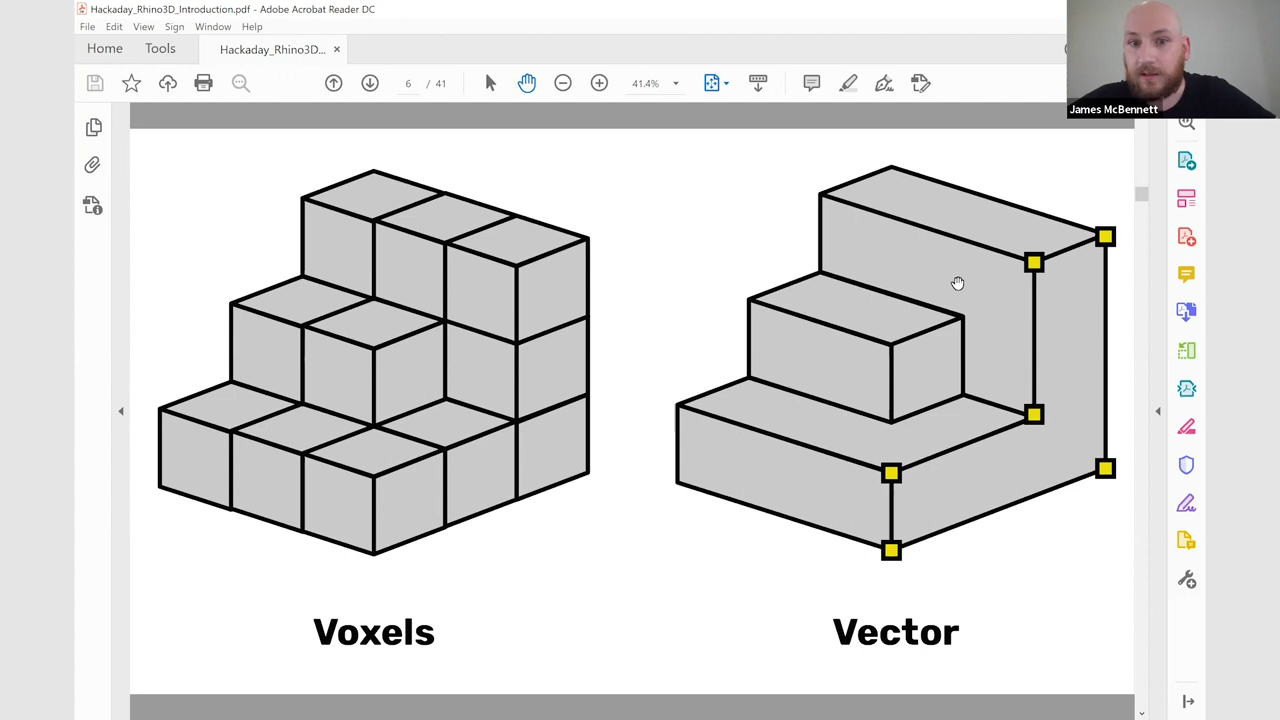 Hackaday_Rhino3D_Introduction.pdf - Adobe Acrobat Reader DC
File Edit View Sign Window Help
Home Tools Hackaday_Rhino3D... ×
6 / 41 41.4%
James McBennett
Voxels Vector